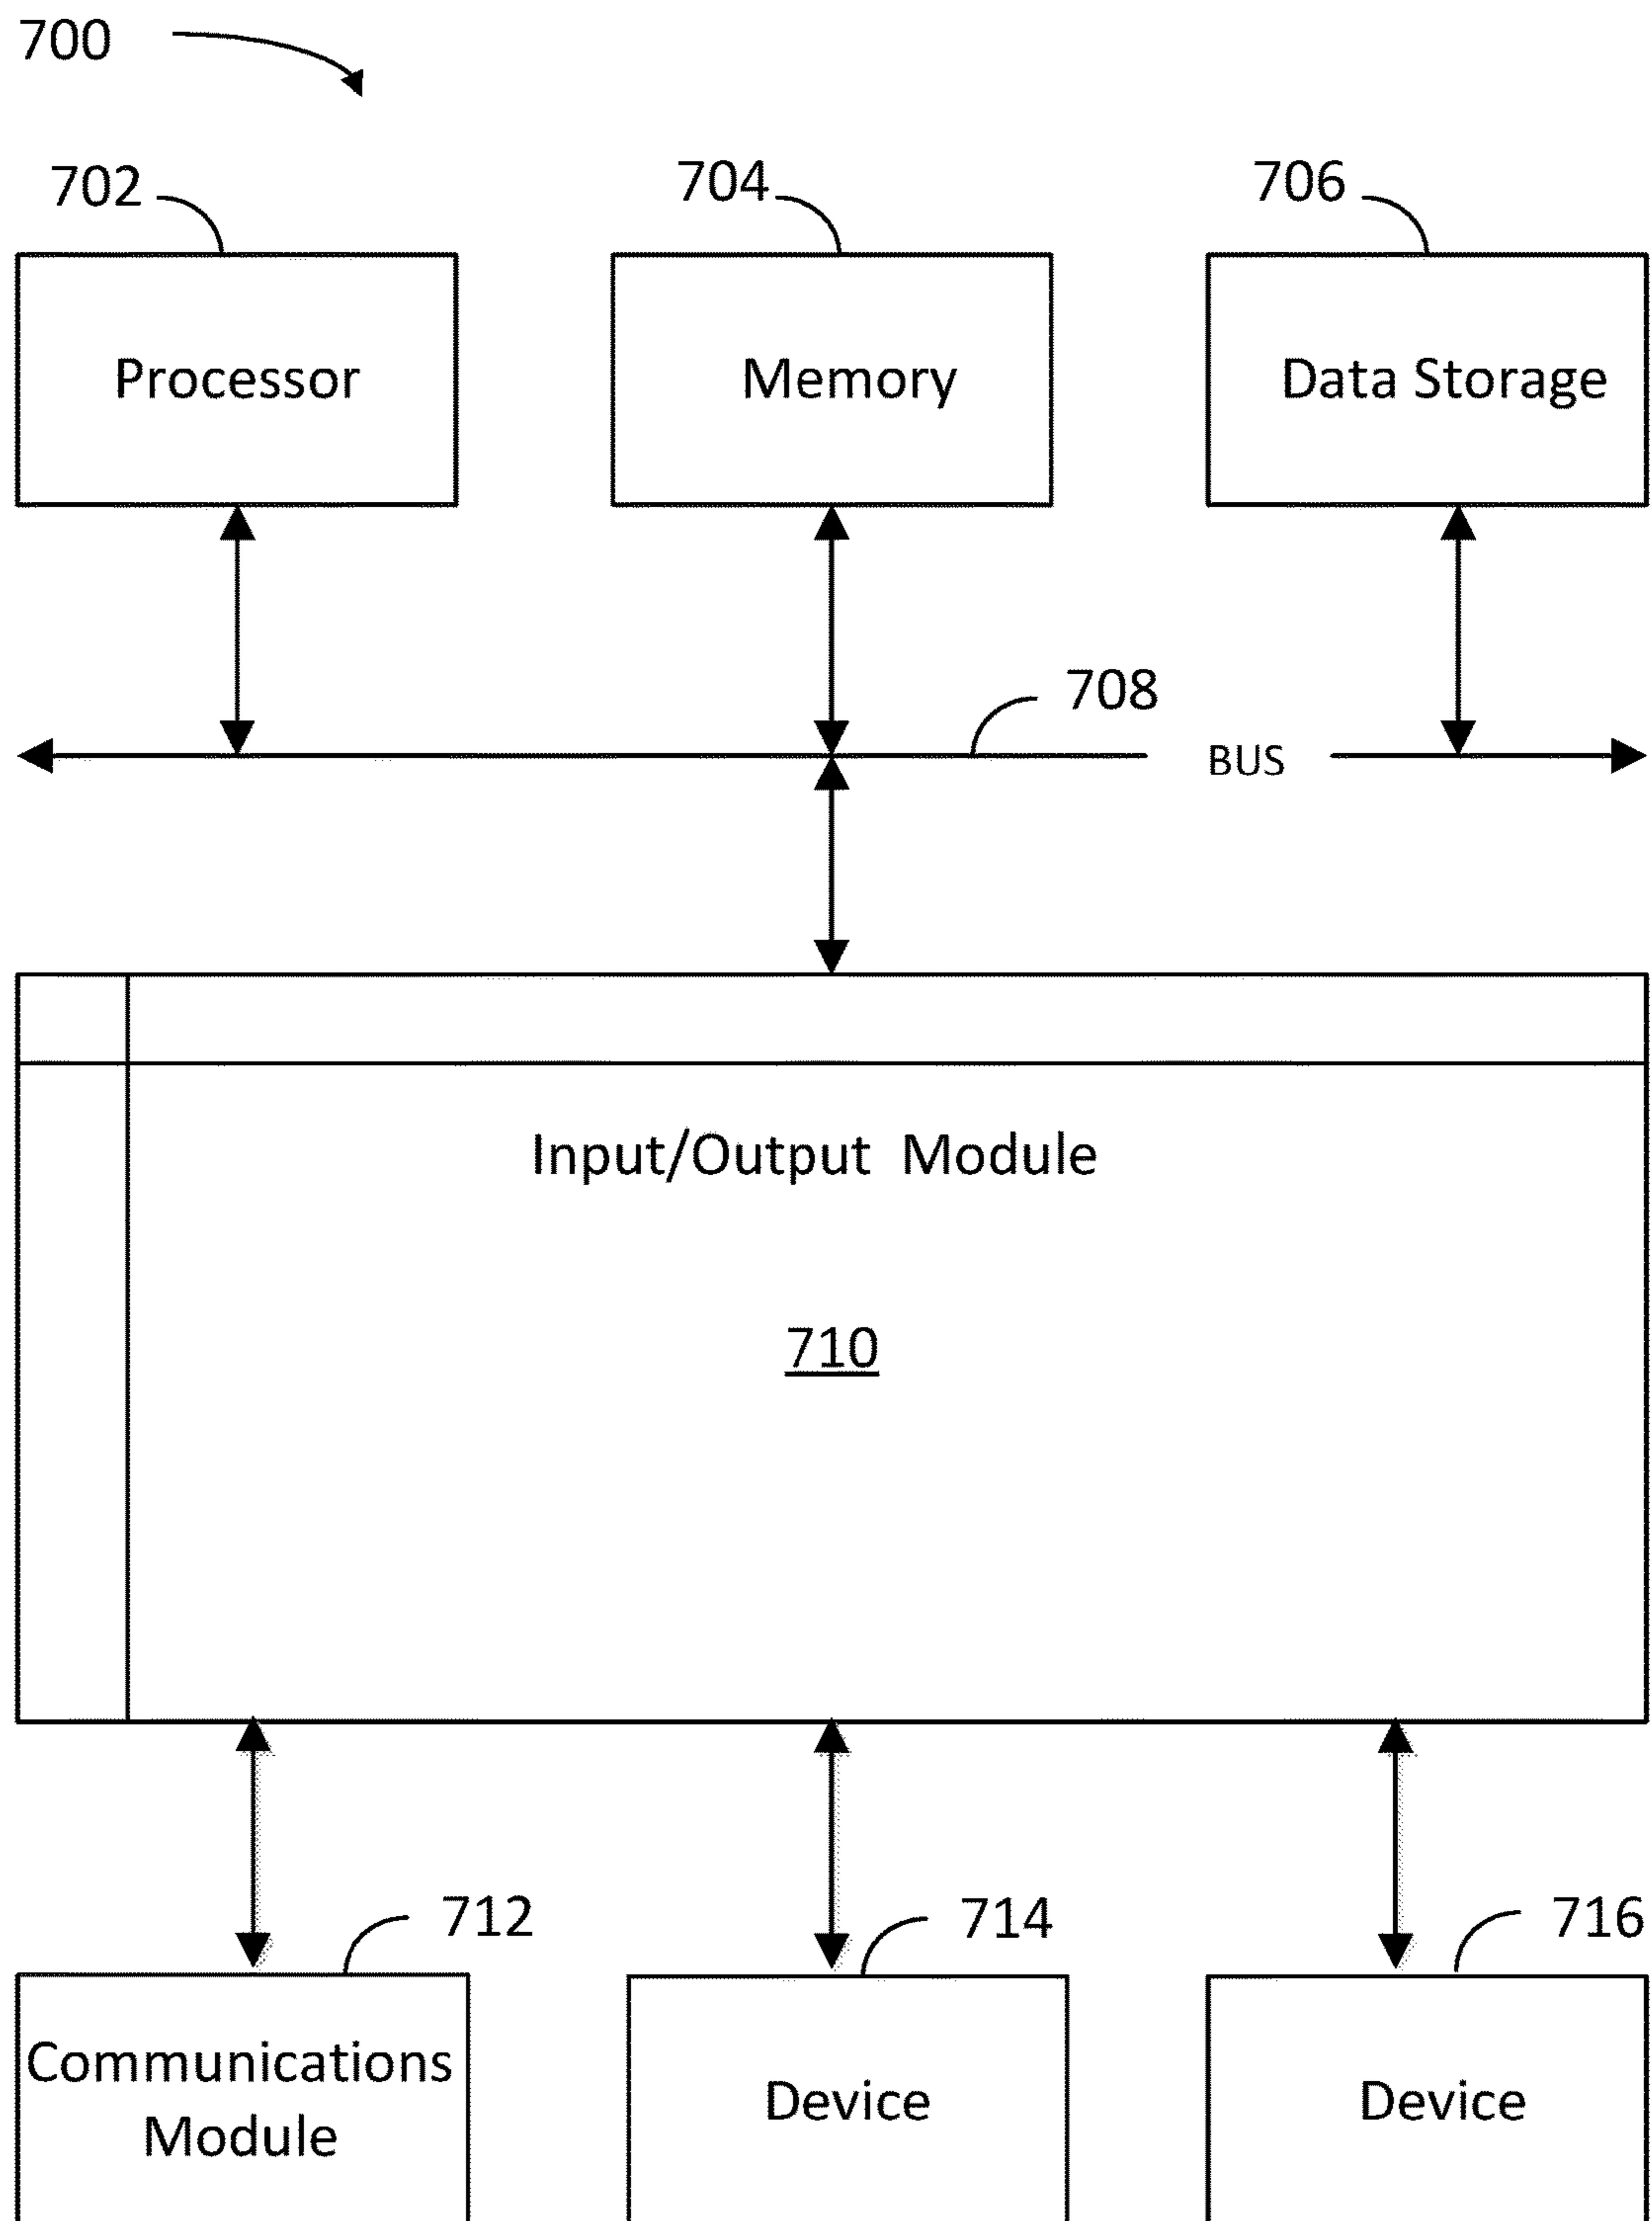 700
702
704
706
Processor
Memory
Data Storage
708
BUS
Input/Output Module
710
712
714
716
Communications
Module
Device
Device